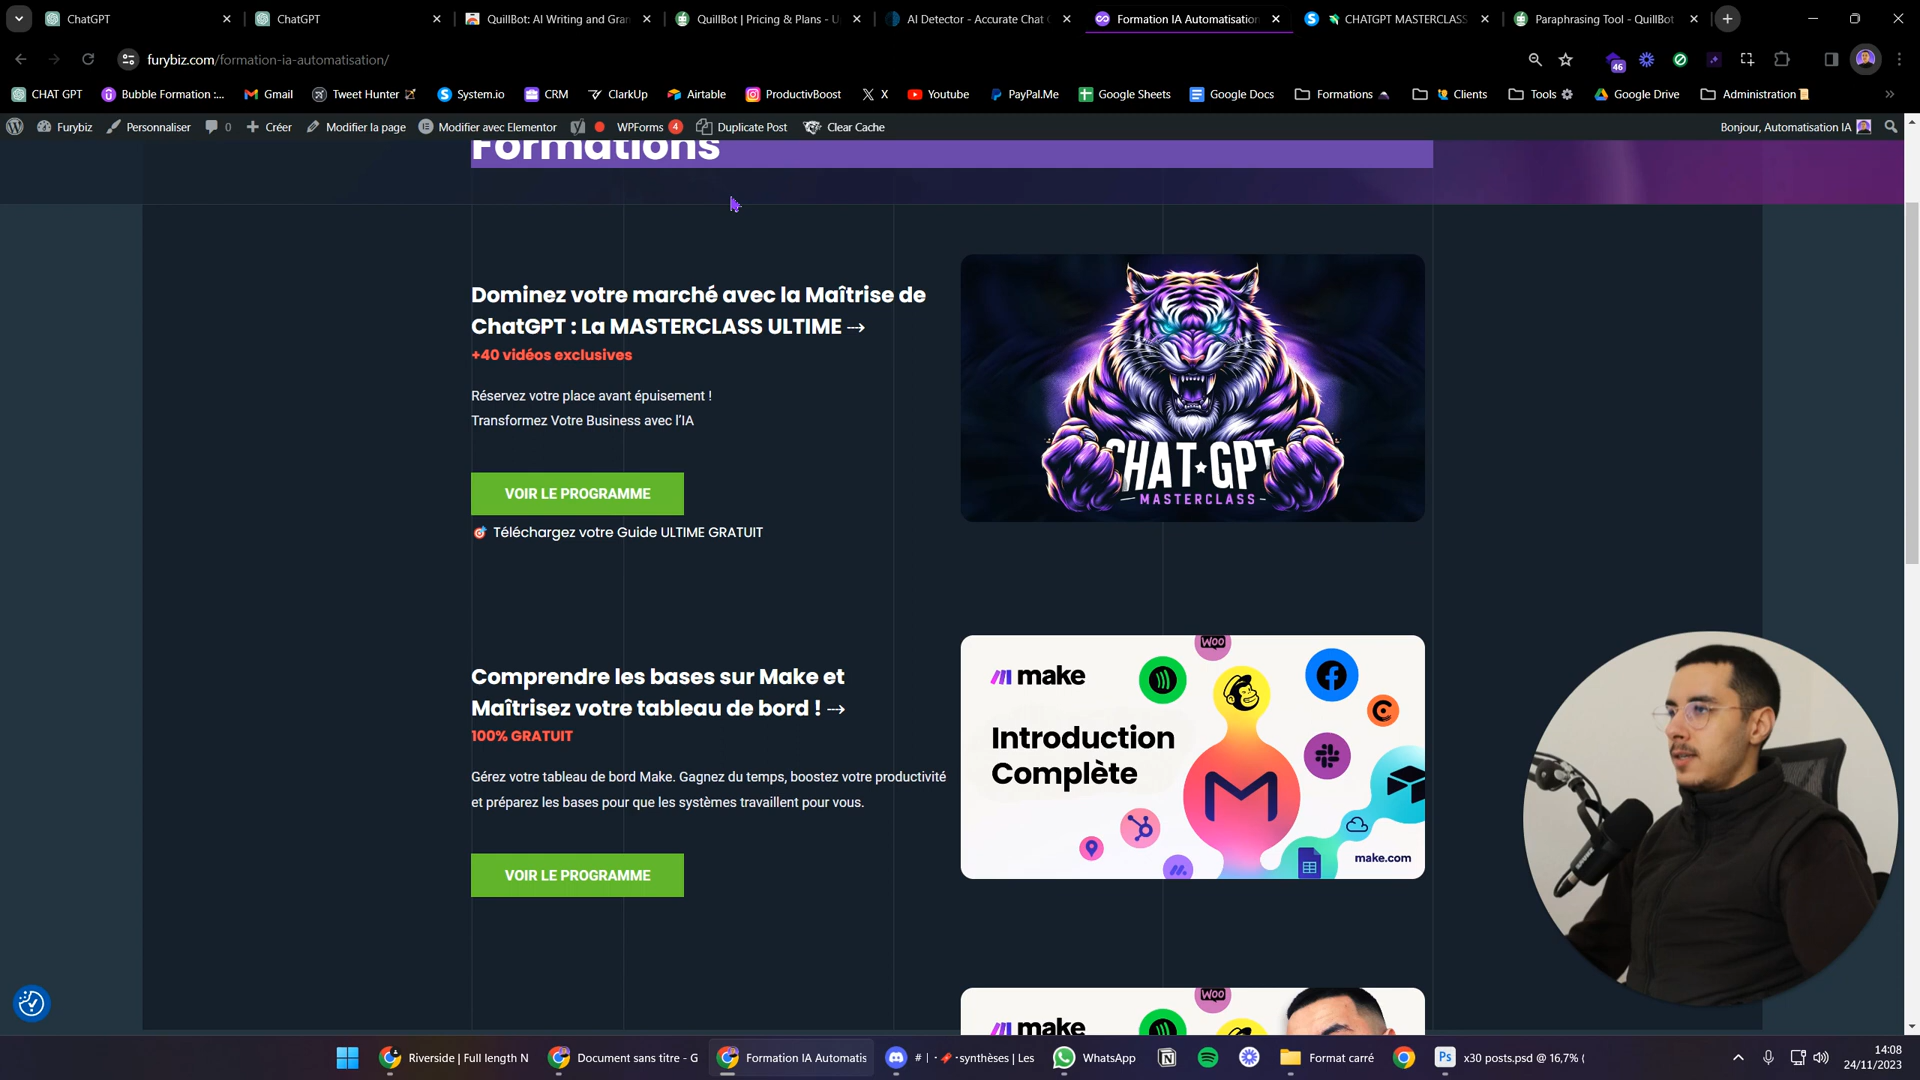 ChatGPT
ChatGPT
QuillBot: AI Writing and Gran
QuillBot | Pricing & Plans - U
AI Detector - Accurate Chat
Formation IA Automatisation
CHATGPT MASTERCLASS
Paraphrasing Tool - QuillBot
furybiz.com/formation-ia-automatisation/
46
CHAT GPT
Bubble Formation :...
Gmail
Tweet Hunter
System.io
CRM
ClarkUp
Airtable
ProductivBoost
X
Youtube
PayPal.Me
Google Sheets
Google Docs
Formations
Clients
Tools
Google Drive
Administration
Furybiz
Personnaliser
0
Créer
Modifier la page
Modifier avec Elementor
WPForms 4
Duplicate Post
Clear Cache
Bonjour, Automatisation IA
Formations
Dominez votre marché avec la Maîtrise de
ChatGPT : La MASTERCLASS ULTIME ⤑
+40 vidéos exclusives
Réservez votre place avant épuisement !
Transformez Votre Business avec l’IA
VOIR LE PROGRAMME
🎯 Téléchargez votre Guide ULTIME GRATUIT
CHAT★GPT
MASTERCLASS
Comprendre les bases sur Make et
Maîtrisez votre tableau de bord ! ⤑
100% GRATUIT
Gérez votre tableau de bord Make. Gagnez du temps, boostez votre productivité
et préparez les bases pour que les systèmes travaillent pour vous.
VOIR LE PROGRAMME
make
Introduction
Complète
WOO
make.com
WOO
make
Riverside | Full length N
Document sans titre - G
Formation IA Automatis
# | ・🧨・synthèses | Les
WhatsApp
Format carré
Ps
x30 posts.psd @ 16,7% (
14:08
24/11/2023